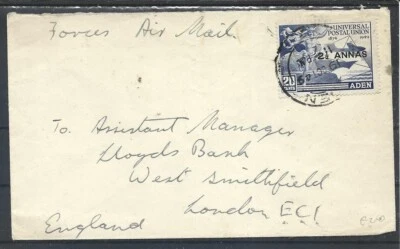 Forces Air Mail.
UNIVERSAL
POSTAL UNION
2½ ANNAS
20
ADEN
To Assistant Manager
Lloyds Bank
West Smithfield
London EC1
England